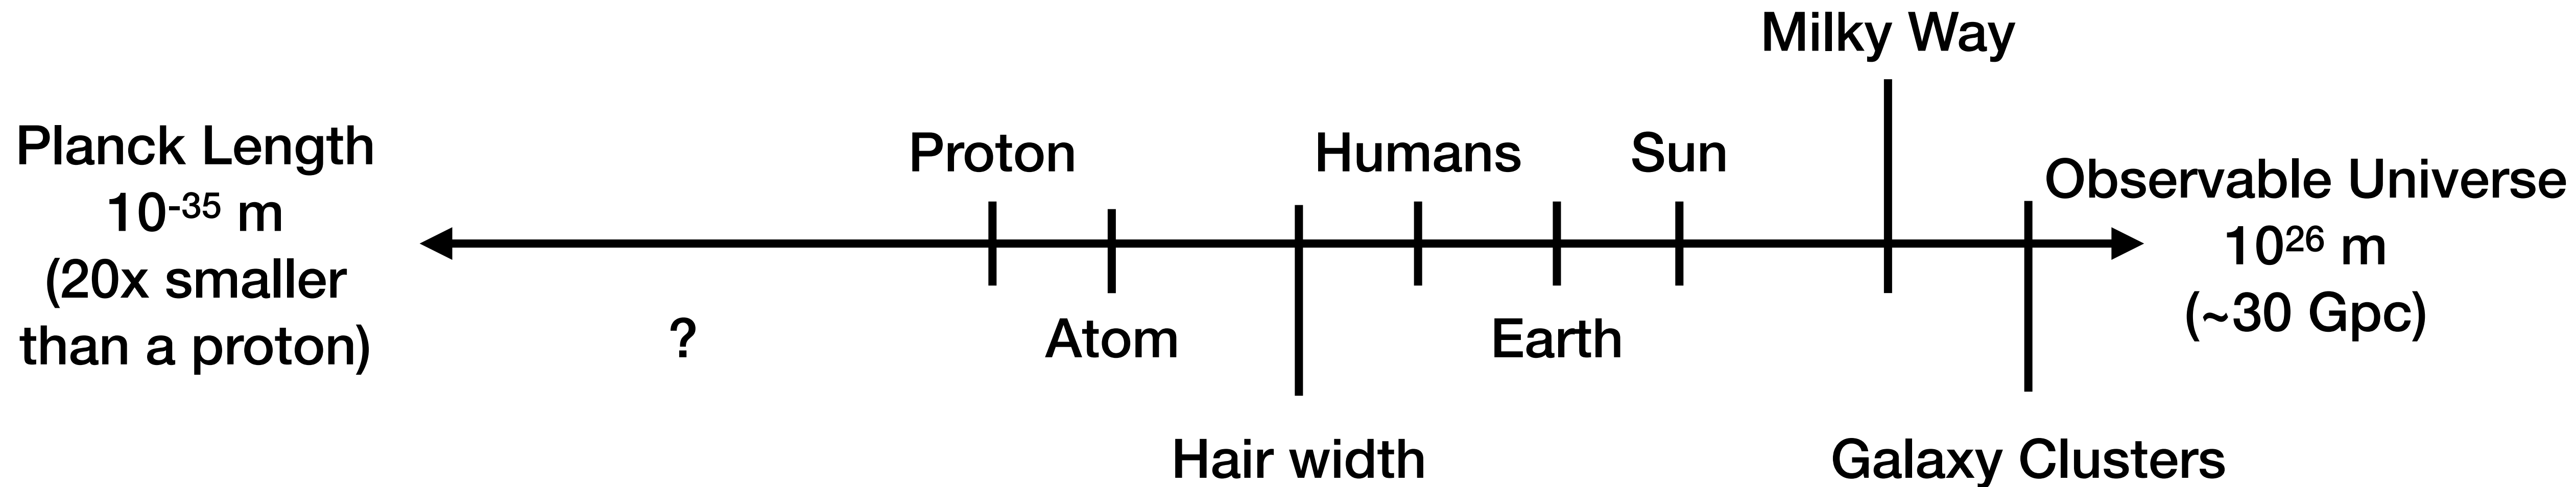 Milky Way
Planck Length
10⁻³⁵ m
(20x smaller
than a proton)
Proton
Humans
Sun
Observable Universe
10²⁶ m
(~30 Gpc)
?
Atom
Earth
Hair width
Galaxy Clusters